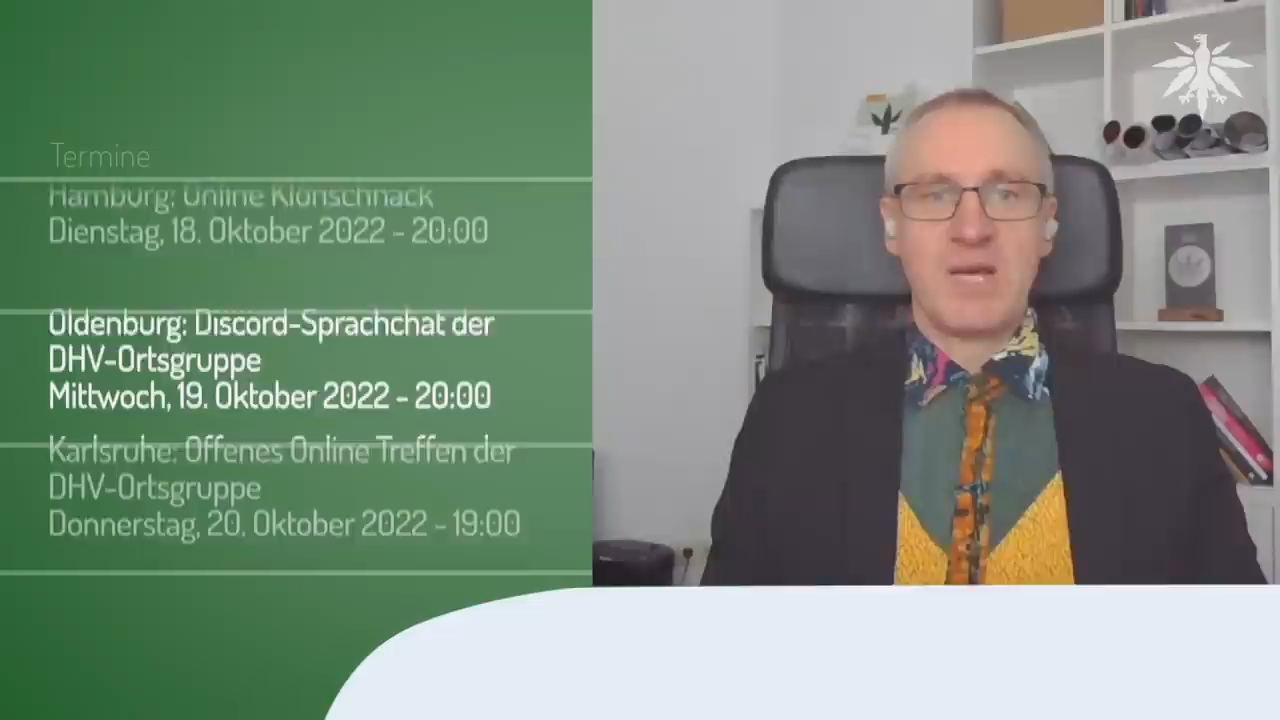 Termine
Hamburg: Online Klönschnack
Dienstag, 18. Oktober 2022 - 20:00
Oldenburg: Discord-Sprachchat der
DHV-Ortsgruppe
Mittwoch, 19. Oktober 2022 - 20:00
Karlsruhe: Offenes Online Treffen der
DHV-Ortsgruppe
Donnerstag, 20. Oktober 2022 - 19:00